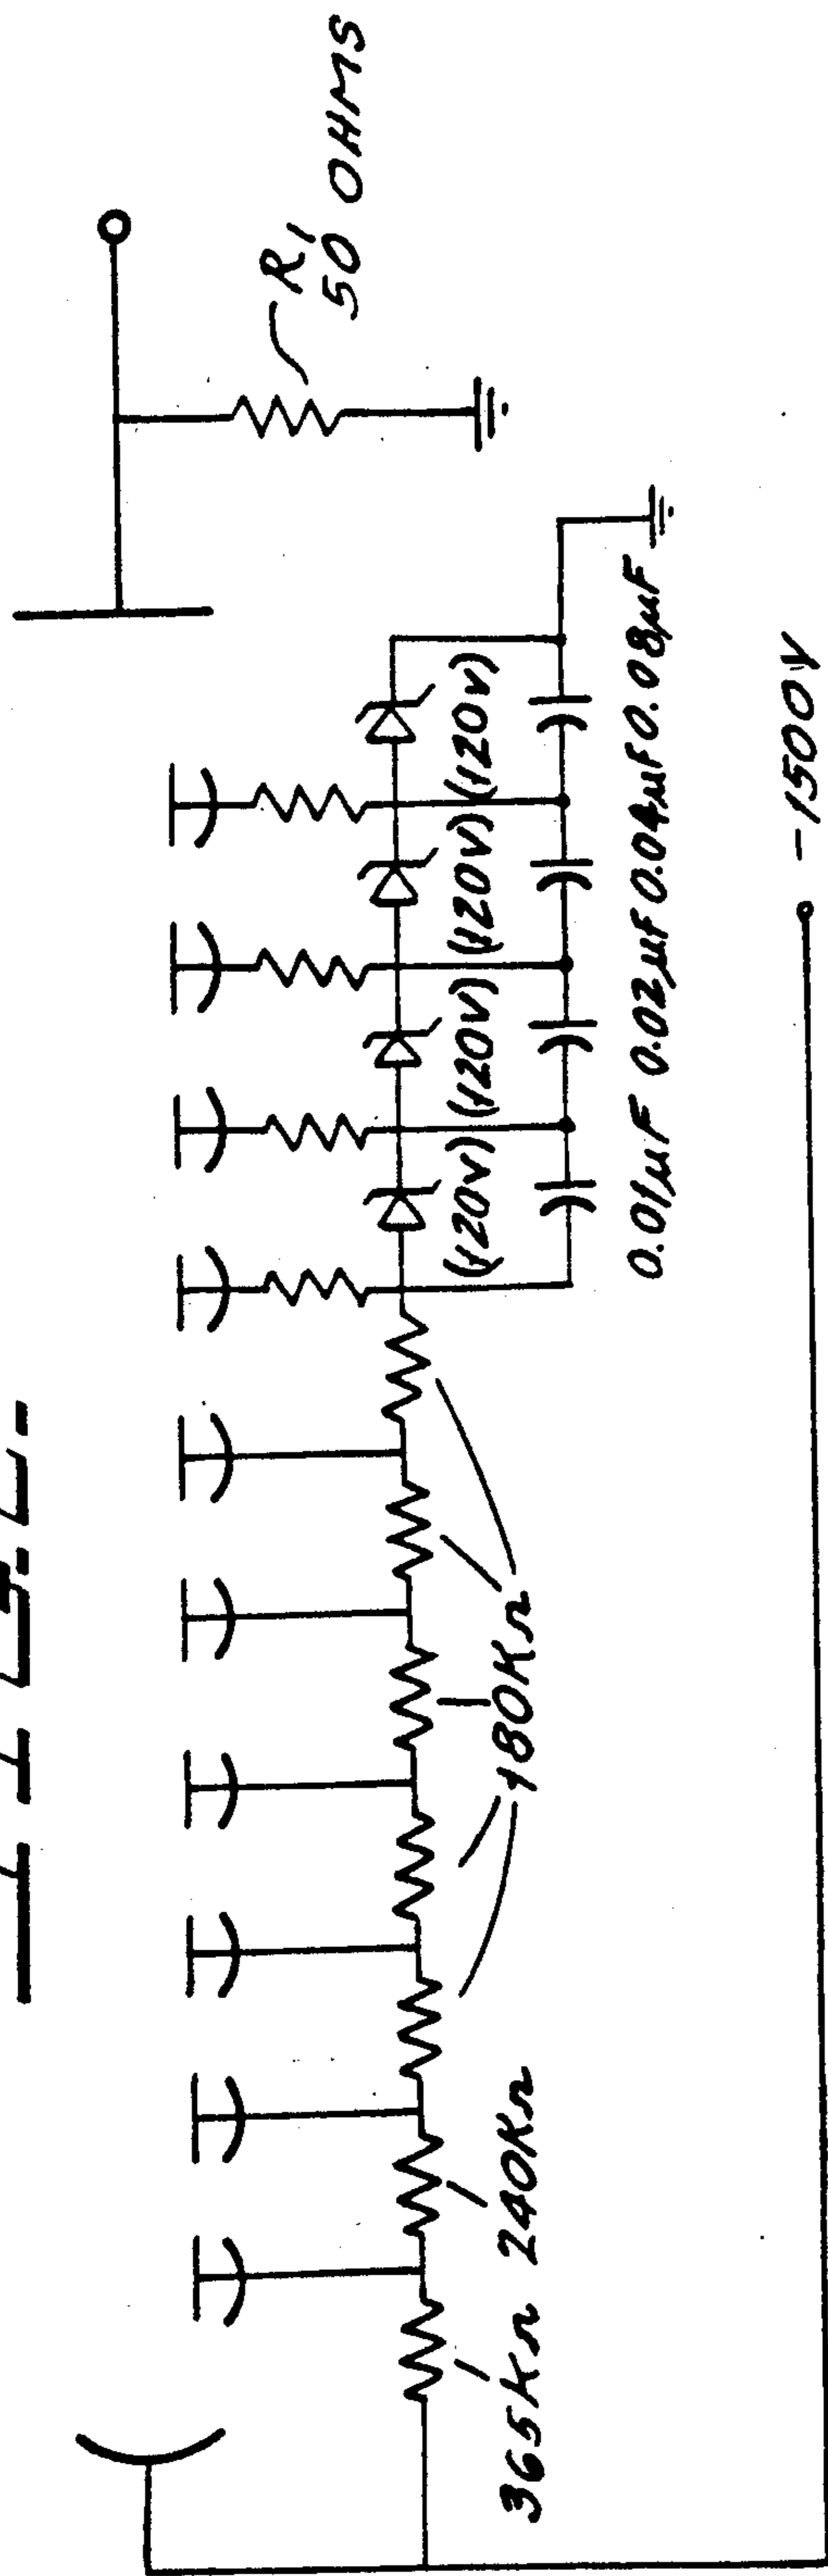 R1
50 OHMS
(120V) (120V) (120V) (120V)
0.01µF 0.02µF 0.04µF 0.08µF
180KΩ
365KΩ 240KΩ
-1500V